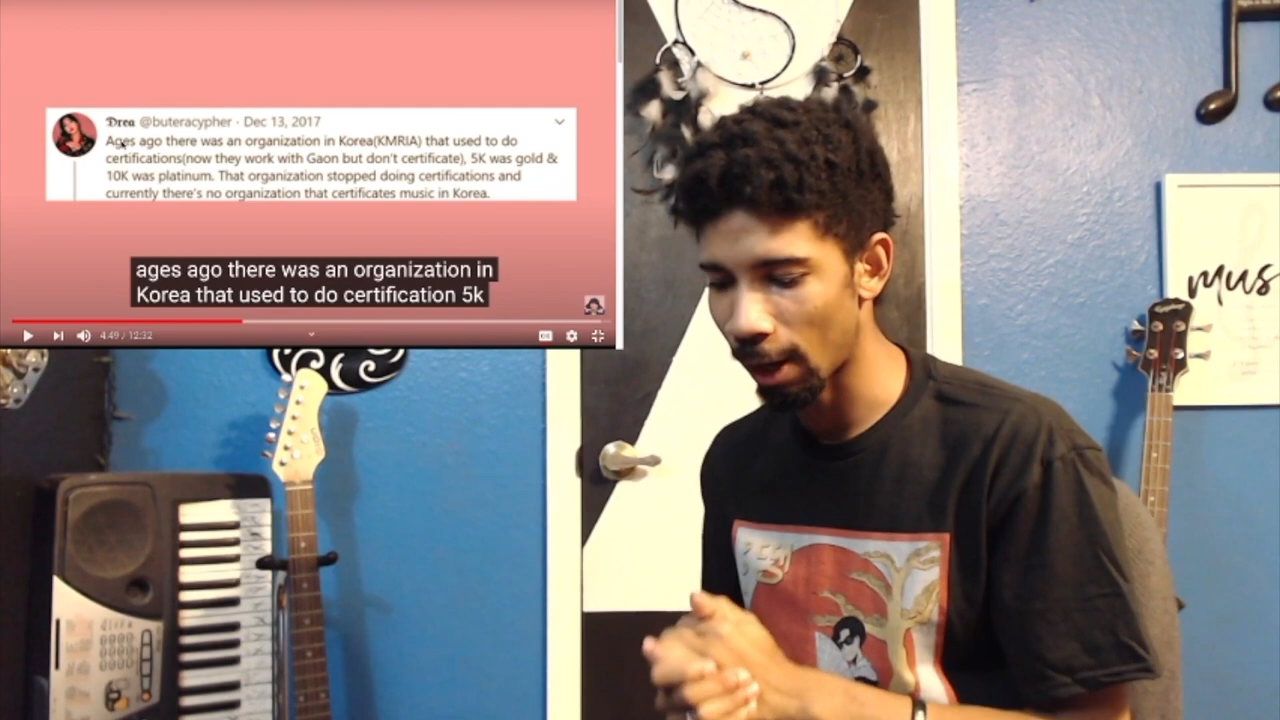 Drea @buteracypher · Dec 13, 2017
Ages ago there was an organization in Korea(KMRIA) that used to do
certifications(now they work with Gaon but don't certificate), 5K was gold &
10K was platinum. That organization stopped doing certifications and
currently there's no organization that certificates music in Korea.
ages ago there was an organization in
Korea that used to do certification 5k
4:49 / 12:32
mus